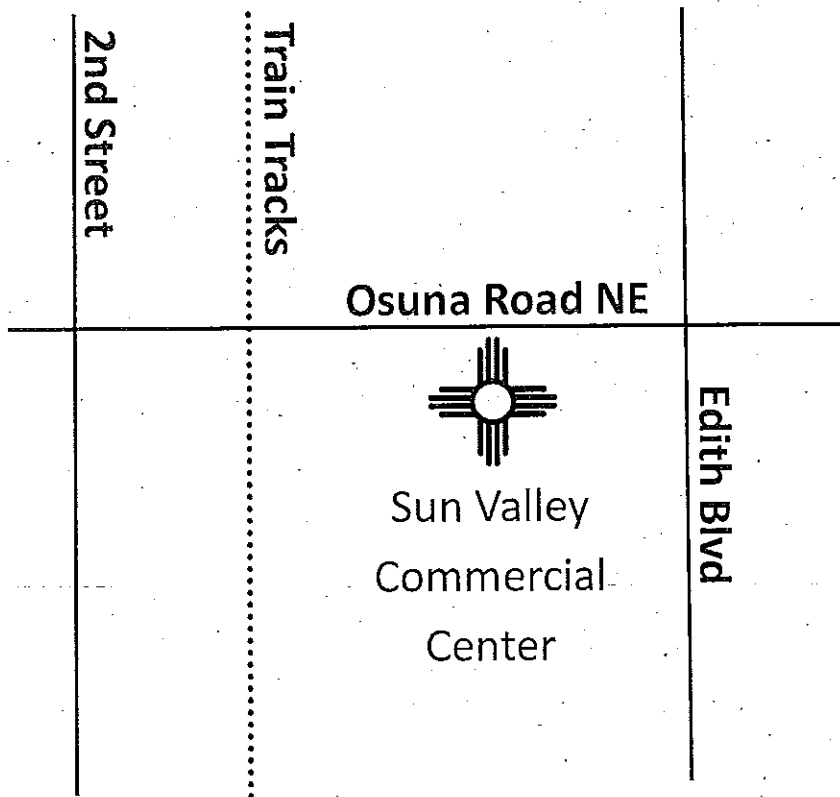 2nd Street
Train Tracks
Osuna Road NE
Edith Blvd
Sun Valley
Commercial
Center